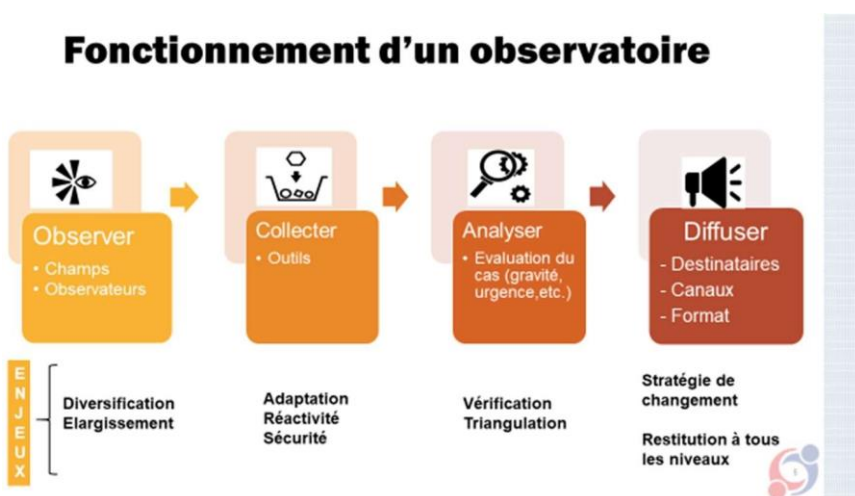 Fonctionnement d'un observatoire
Observer
• Champs
• Observateurs
Collecter
• Outils
Analyser
• Evaluation du
cas (gravité,
urgence,etc.)
Diffuser
- Destinataires
- Canaux
- Format
ENJEUX
Diversification
Elargissement
Adaptation
Réactivité
Sécurité
Vérification
Triangulation
Stratégie de
changement
Restitution à tous
les niveaux